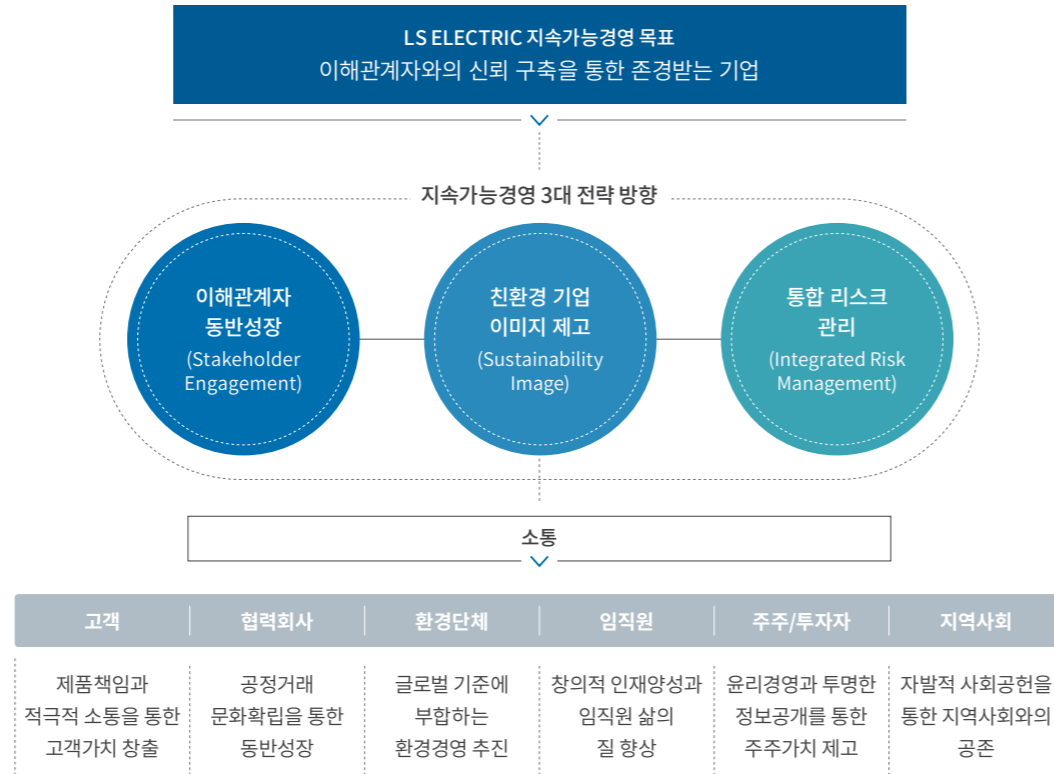 LS ELECTRIC 지속가능경영 목표
이해관계자와의 신뢰 구축을 통한 존경받는 기업
지속가능경영 3대 전략 방향
이해관계자
동반성장
(Stakeholder
Engagement)
친환경 기업
이미지 제고
(Sustainability
Image)
통합 리스크
관리
(Integrated Risk
Management)
소통
고객
제품책임과
적극적 소통을 통한
고객가치 창출
협력회사
공정거래
문화확립을 통한
동반성장
환경단체
글로벌 기준에
부합하는
환경경영 추진
임직원
창의적 인재양성과
임직원 삶의
질 향상
주주/투자자
윤리경영과 투명한
정보공개를 통한
주주가치 제고
지역사회
자발적 사회공헌을
통한 지역사회와의
공존